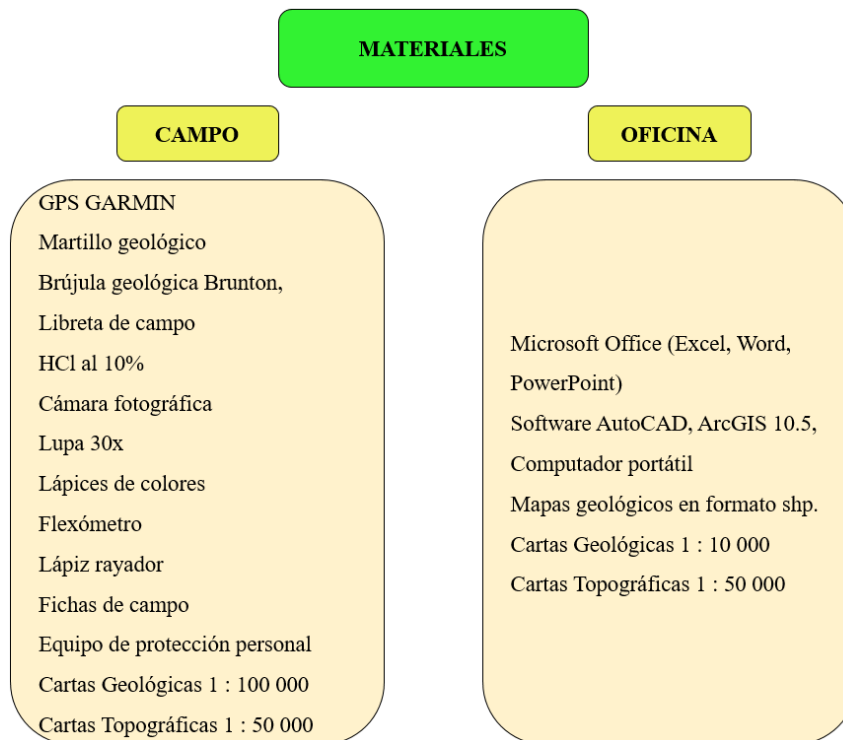 MATERIALES
CAMPO
GPS GARMIN
Martillo geológico
Brújula geológica Brunton,
Libreta de campo
HCl al 10%
Cámara fotográfica
Lupa 30x
Lápices de colores
Flexómetro
Lápiz rayador
Fichas de campo
Equipo de protección personal
Cartas Geológicas 1 : 100 000
Cartas Topográficas 1 : 50 000
OFICINA
Microsoft Office (Excel, Word,
PowerPoint)
Software AutoCAD, ArcGIS 10.5,
Computador portátil
Mapas geológicos en formato shp.
Cartas Geológicas 1 : 10 000
Cartas Topográficas 1 : 50 000